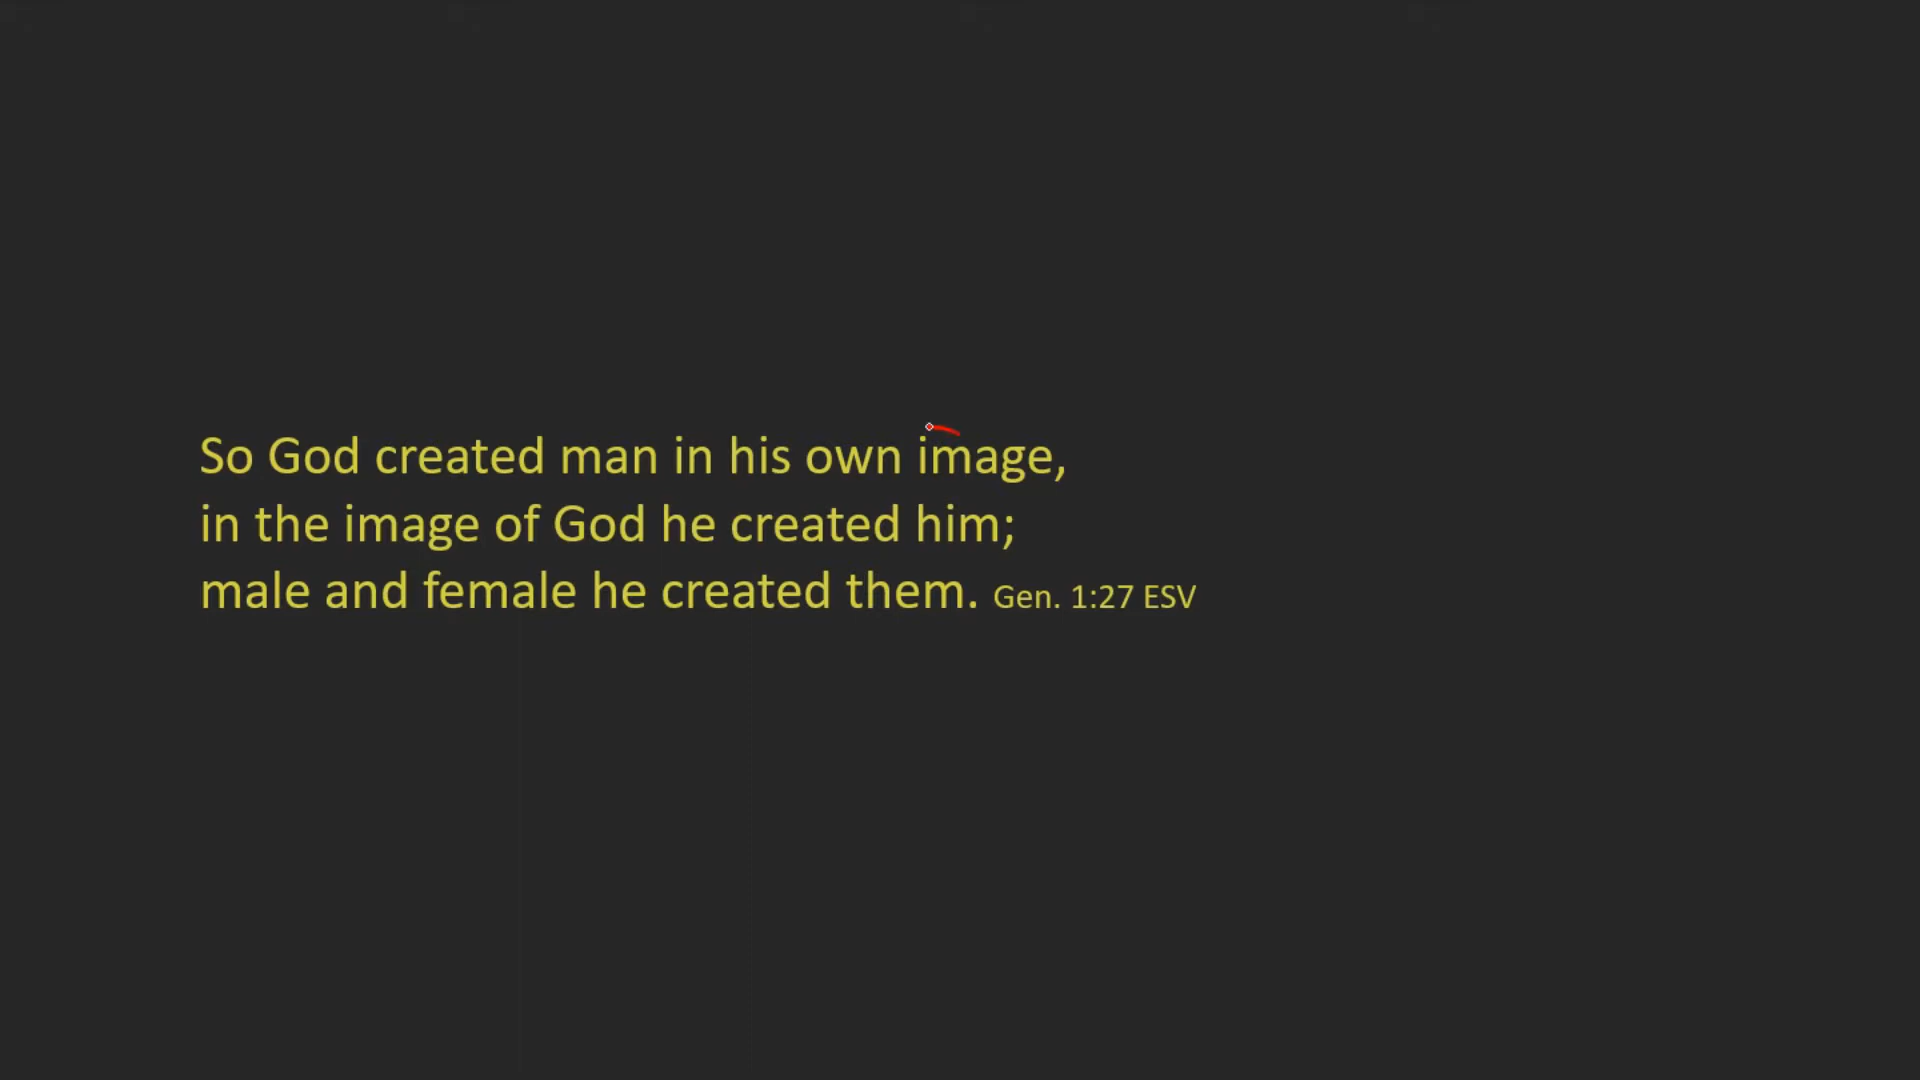 So God created man in his own image,
in the image of God he created him;
male and female he created them. Gen. 1:27 ESV